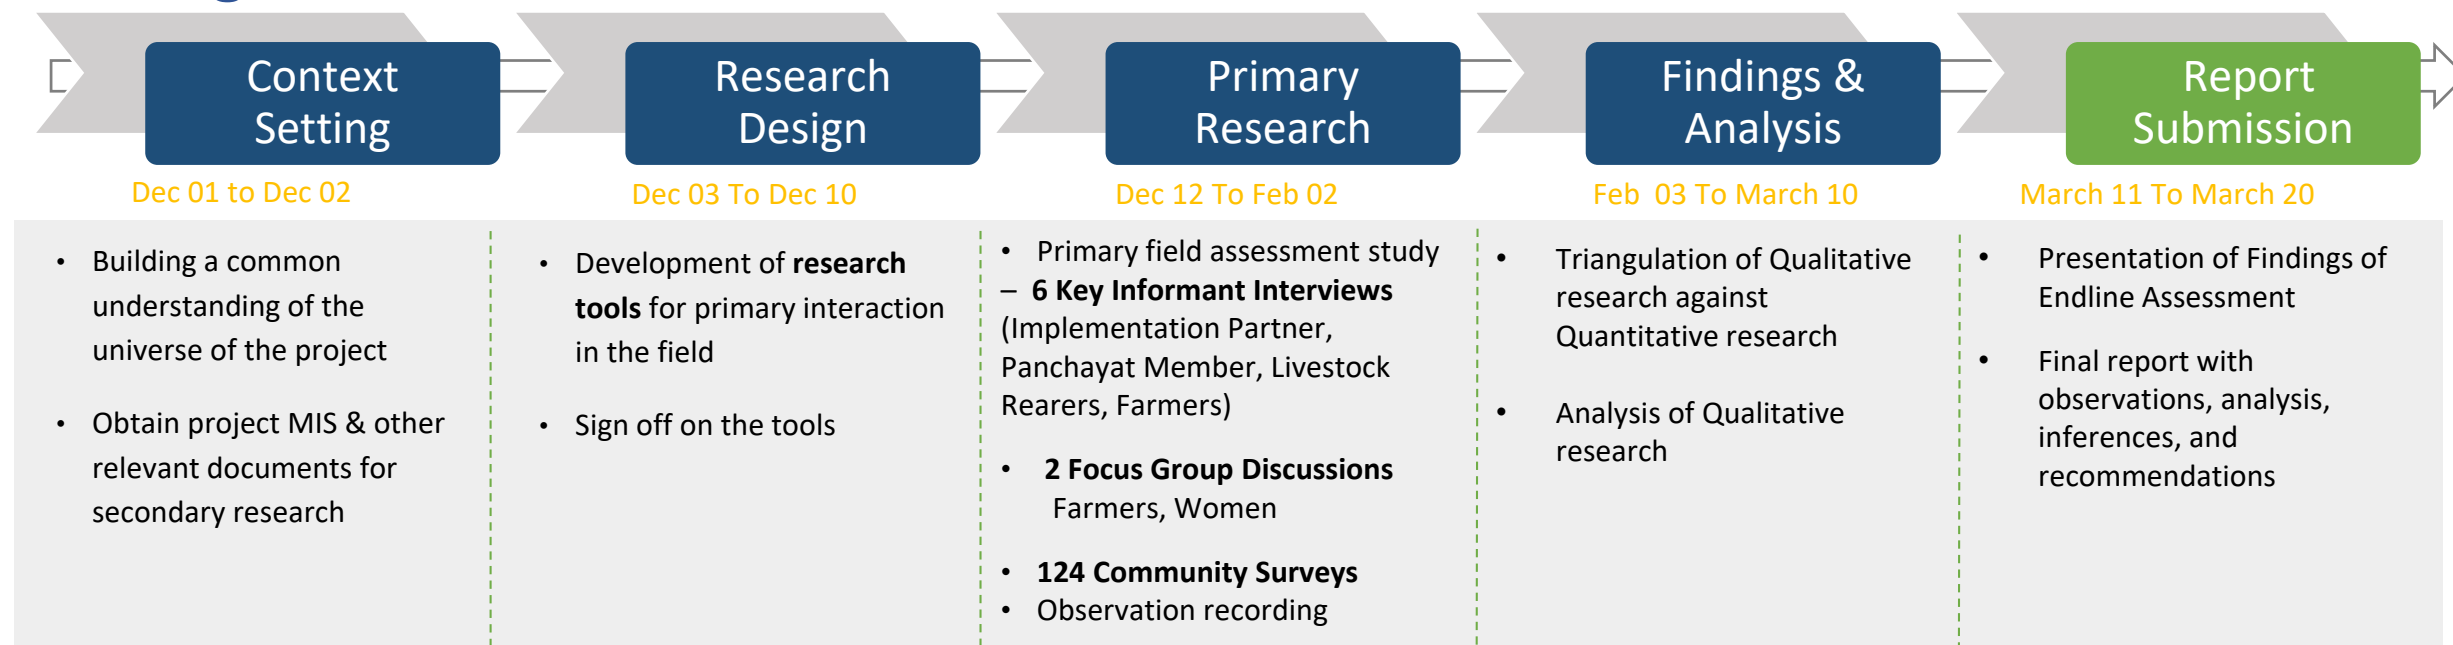 Context
Setting
Research
Design
Primary
Research
Findings &
Analysis
Report
Submission
Dec 01 to Dec 02
Dec 03 To Dec 10
Dec 12 To Feb 02
Feb 03 To March 10
March 11 To March 20
• Building a common
understanding of the
universe of the project
• Obtain project MIS & other
relevant documents for
secondary research
• Development of research
tools for primary interaction
in the field
• Sign off on the tools
• Primary field assessment study
– 6 Key Informant Interviews
(Implementation Partner,
Panchayat Member, Livestock
Rearers, Farmers)
• 2 Focus Group Discussions
Farmers, Women
• 124 Community Surveys
• Observation recording
• Triangulation of Qualitative
research against
Quantitative research
• Analysis of Qualitative
research
• Presentation of Findings of
Endline Assessment
• Final report with
observations, analysis,
inferences, and
recommendations